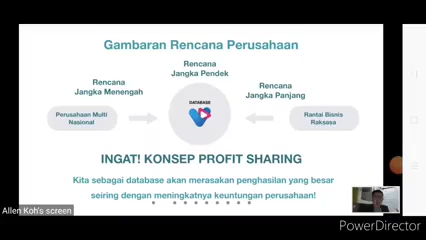 Gambaran Rencana Perusahaan
Rencana
Jangka Pendek
Rencana
Jangka Menengah
Rencana
Jangka Panjang
DATABASE
Perusahaan Multi
Nasional
Rantai Bisnis
Raksasa
INGAT! KONSEP PROFIT SHARING
Kita sebagai database akan merasakan penghasilan yang besar
seiring dengan meningkatnya keuntungan perusahaan!
Allen Koh's screen
PowerDirector